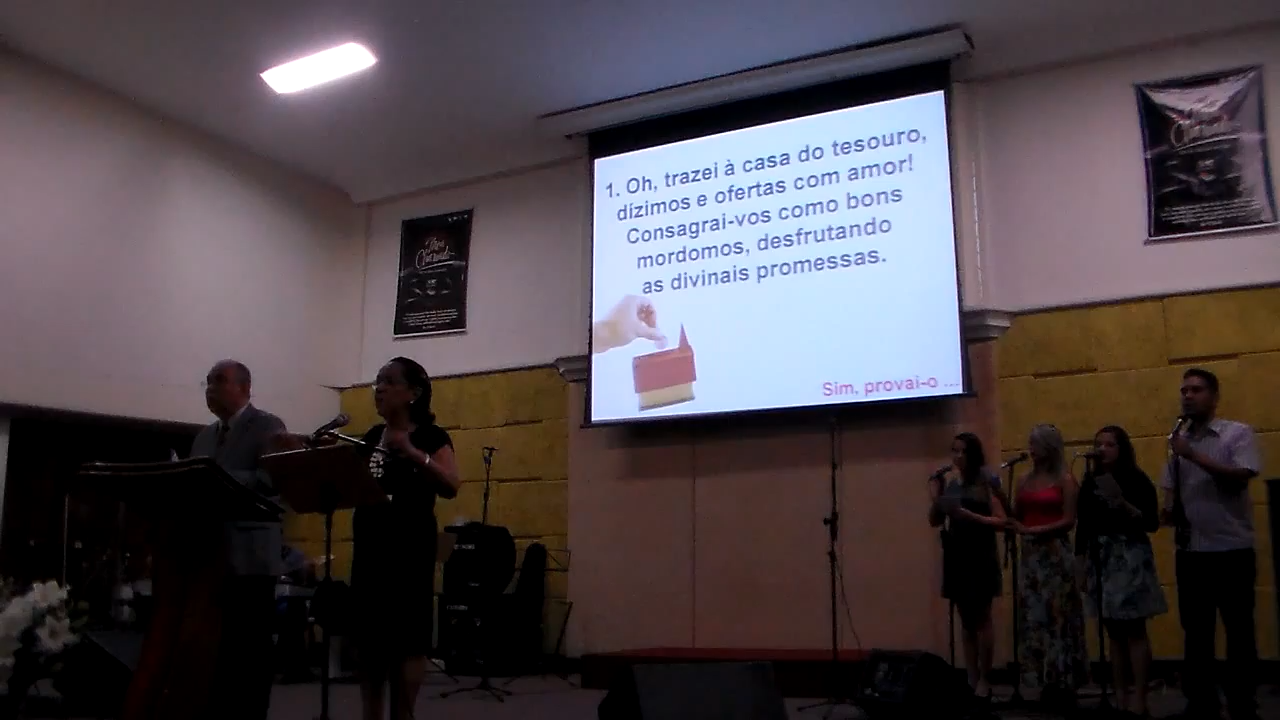 1. Oh, trazei à casa do tesouro,
dízimos e ofertas com amor!
Consagrai-vos como bons
mordomos, desfrutando
as divinais promessas.
Sim, provai-o ...